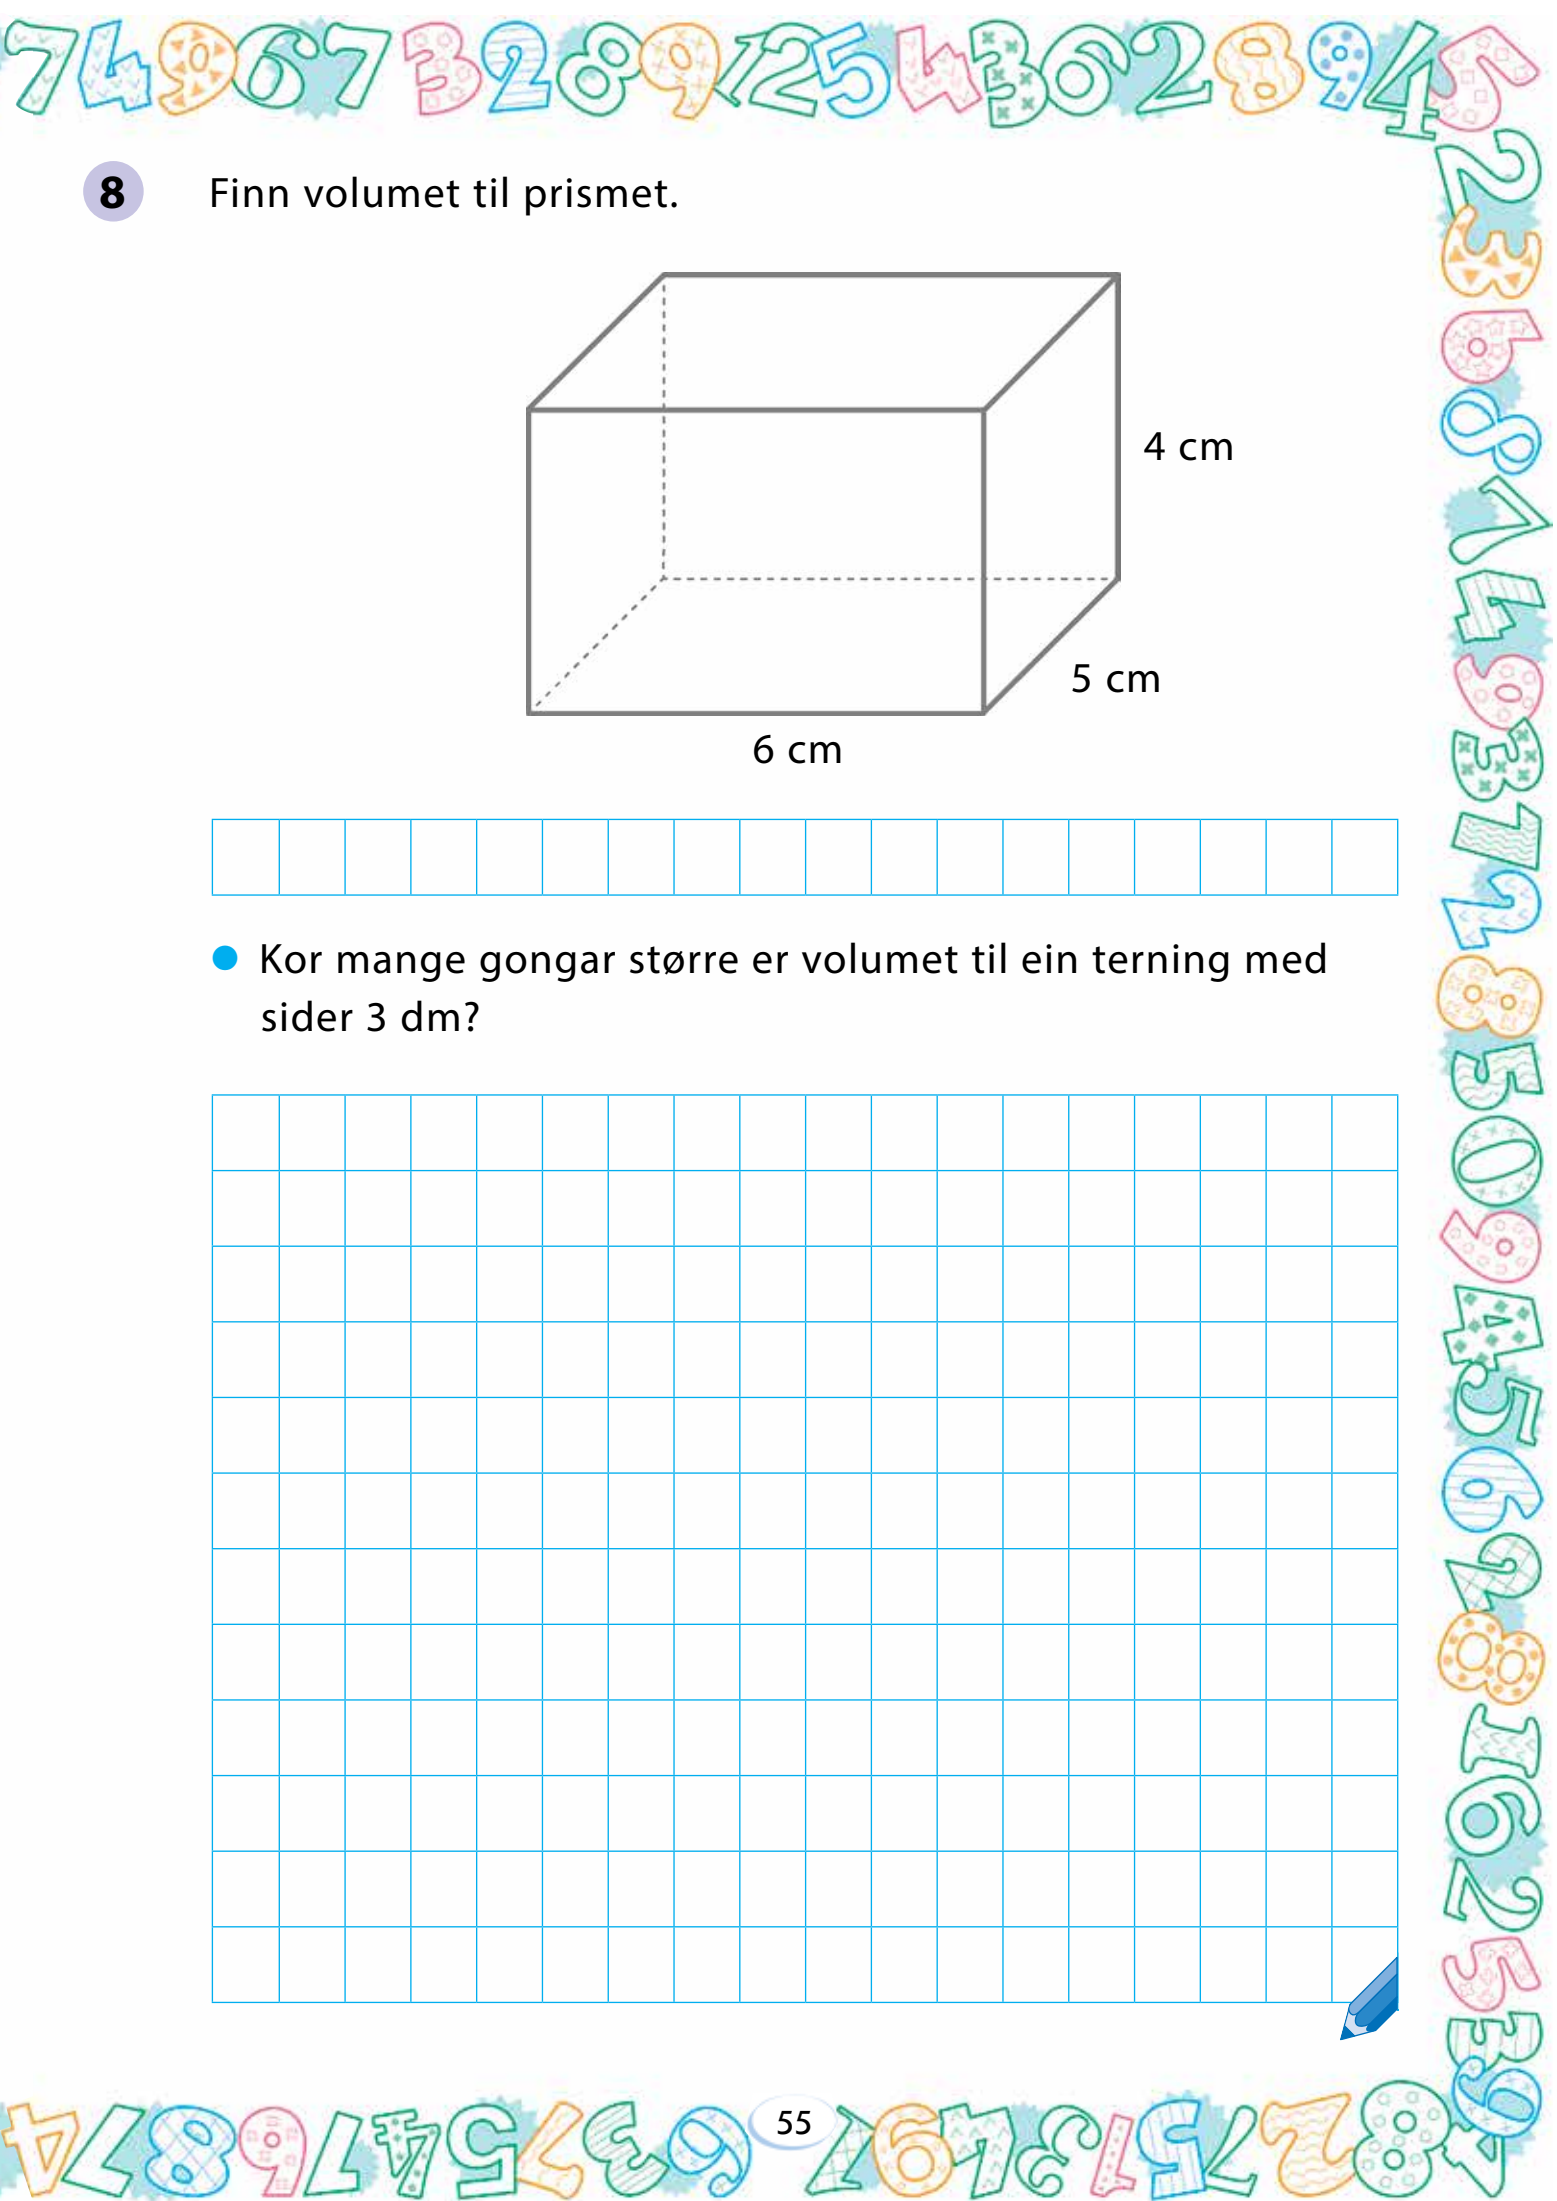 74967328912543628945
8 Finn volumet til prismet.
4 cm
5 cm
6 cm
Kor mange gongar større er volumet til ein terning med
sider 3 dm?
55